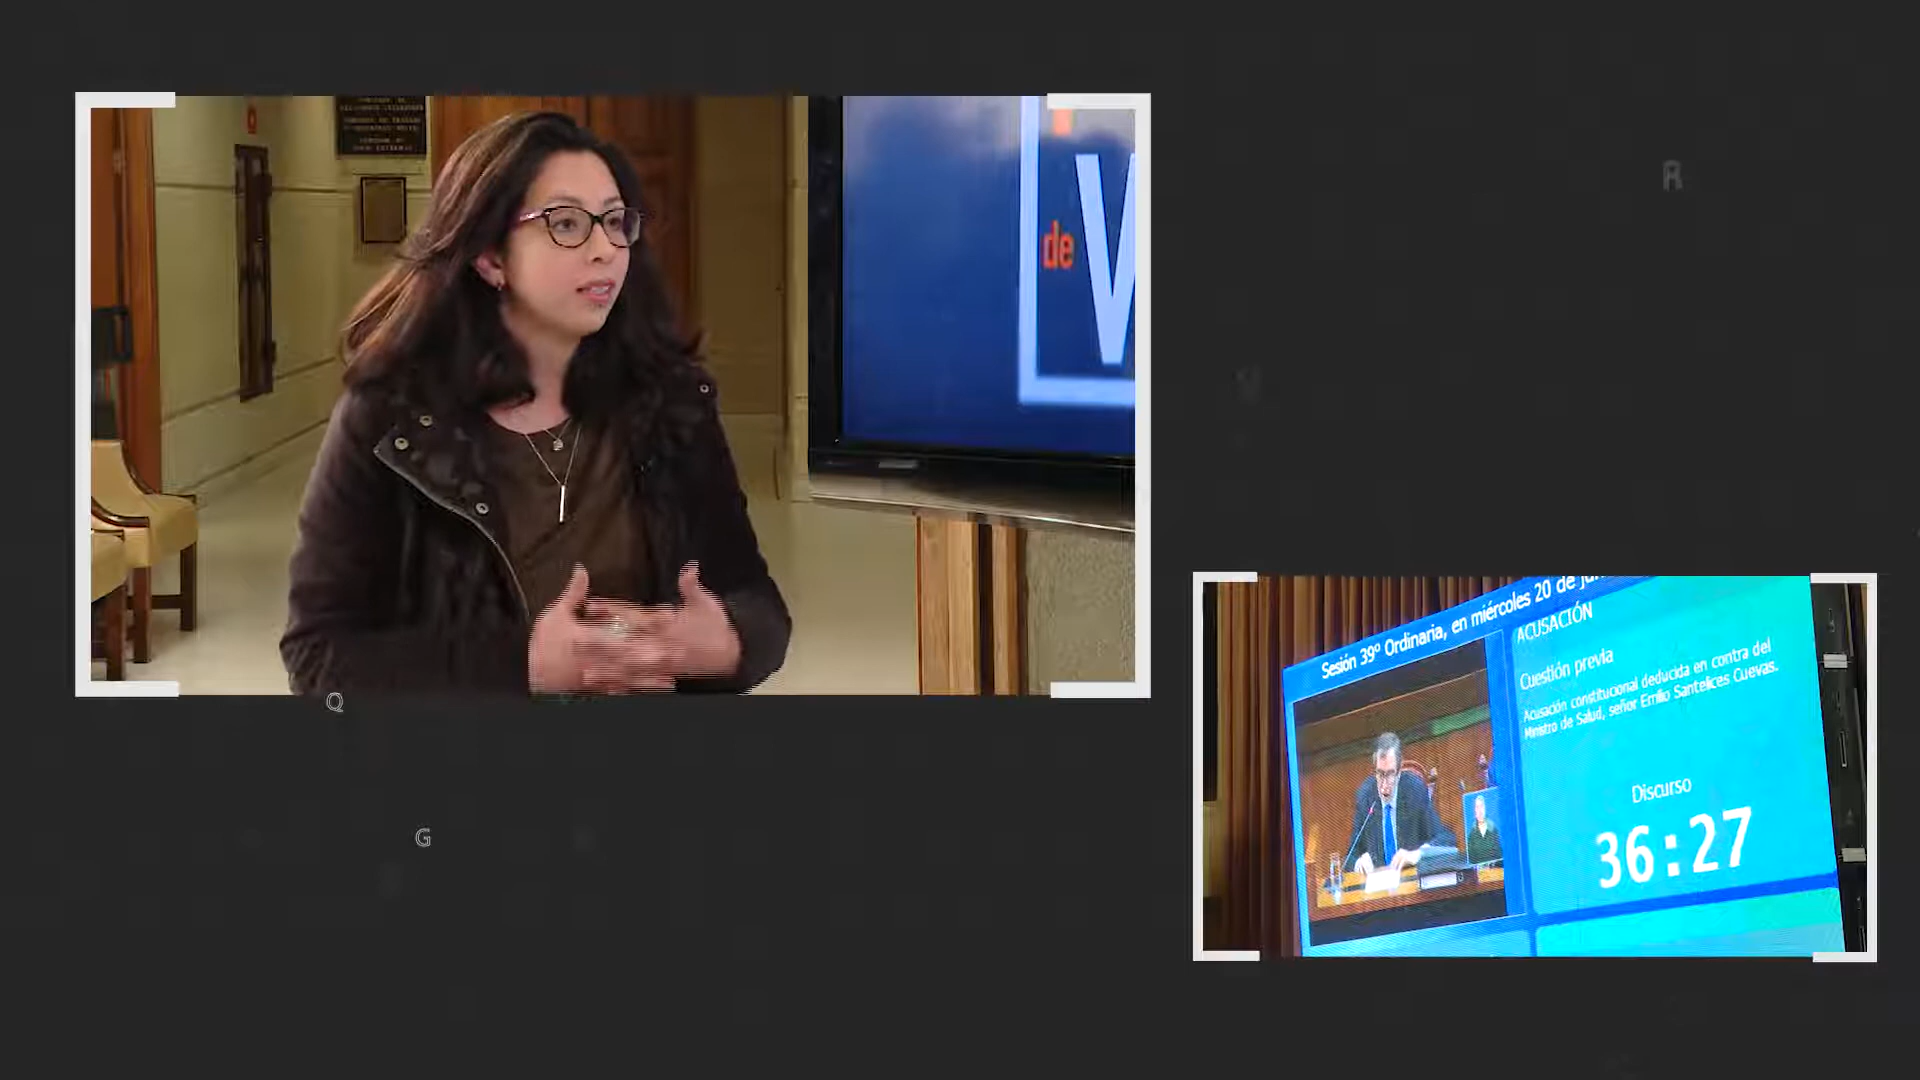 de
V
R
Q
G
Sesión 39º Ordinaria, en miércoles 20 de
ACUSACIÓN
Cuestión previa
Acusación constitucional deducida en contra del
Ministro de Salud, señor Emilio Santelices Cuevas.
Discurso
36:27